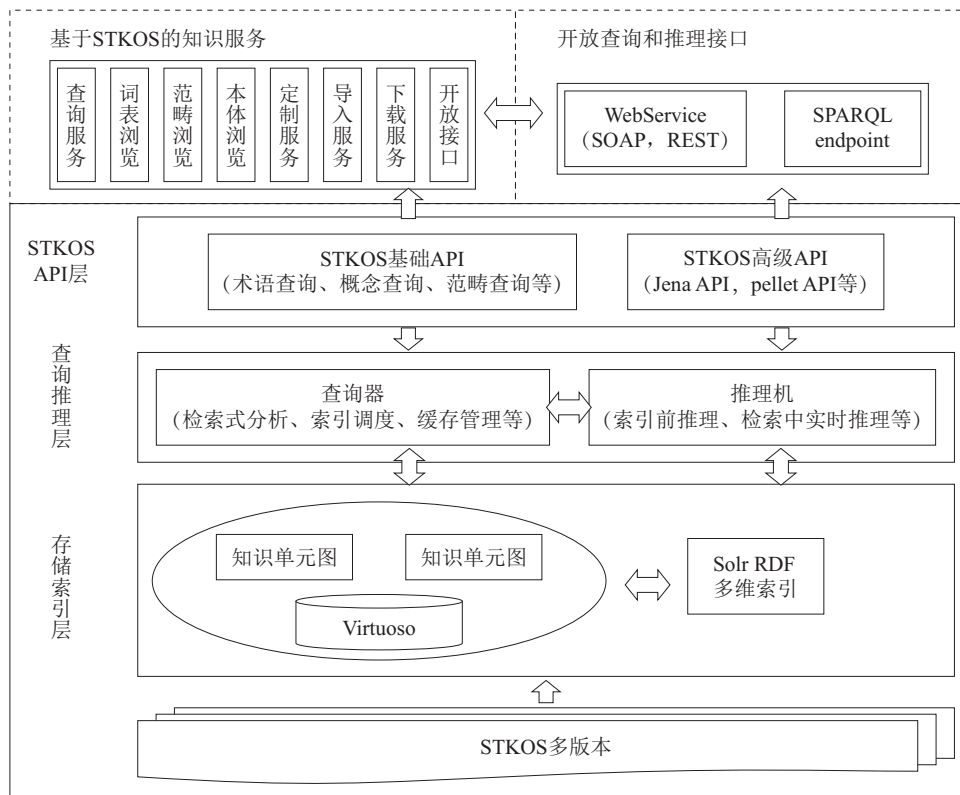 基于STKOS的知识服务
开放查询和推理接口
查询服务
词表浏览
范畴浏览
本体浏览
定制服务
导入服务
下载服务
开放接口
WebService
(SOAP，REST)
SPARQL
endpoint
STKOS
API层
STKOS基础API
(术语查询、概念查询、范畴查询等)
STKOS高级API
(Jena API，pellet API等)
查询推理层
查询器
(检索式分析、索引调度、缓存管理等)
推理机
(索引前推理、检索中实时推理等)
存储索引层
知识单元图
知识单元图
Virtuoso
Solr RDF
多维索引
STKOS多版本